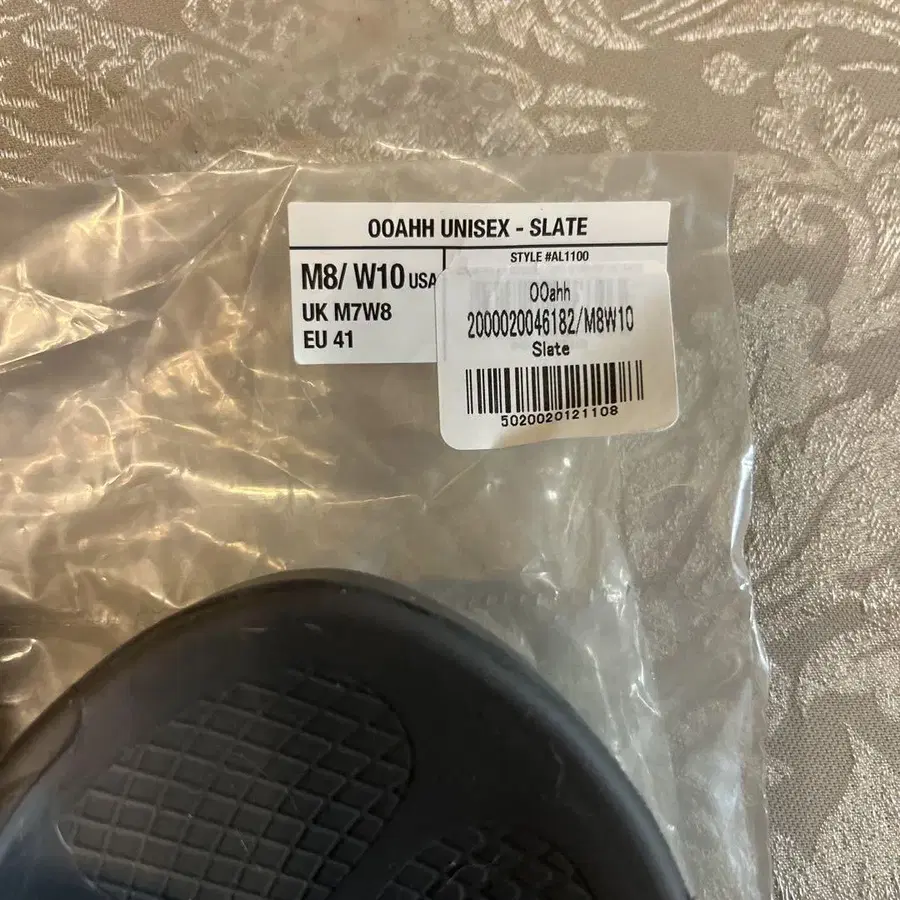 OOAHH UNISEX - SLATE
STYLE #AL1100
M8/ W10 USA
UK M7W8
EU 41
OOahh
2000020046182/M8W10
Slate
5020020121108